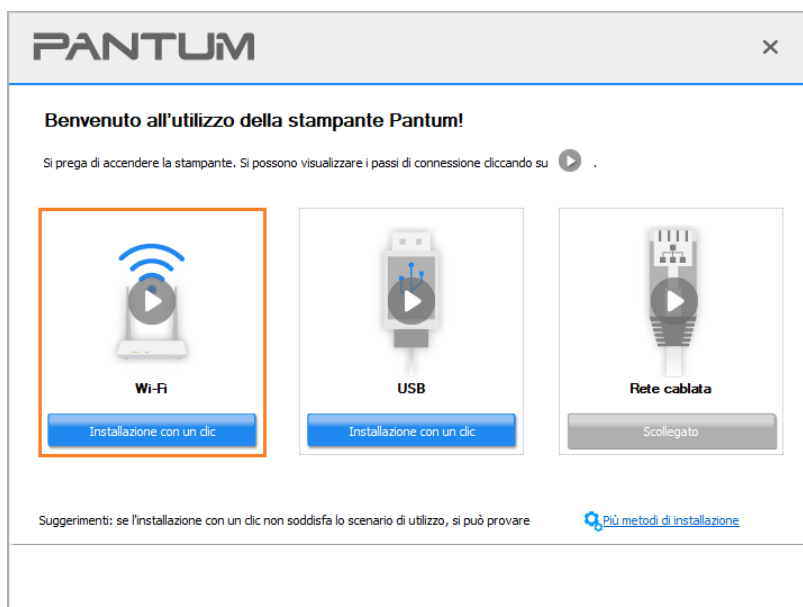 PANTUM
Benvenuto all'utilizzo della stampante Pantum!
Si prega di accendere la stampante. Si possono visualizzare i passi di connessione cliccando su .
Wi-Fi
USB
Rete cablata
Installazione con un clic
Installazione con un clic
Scollegato
Suggerimenti: se l'installazione con un clic non soddisfa lo scenario di utilizzo, si può provare
Più metodi di installazione